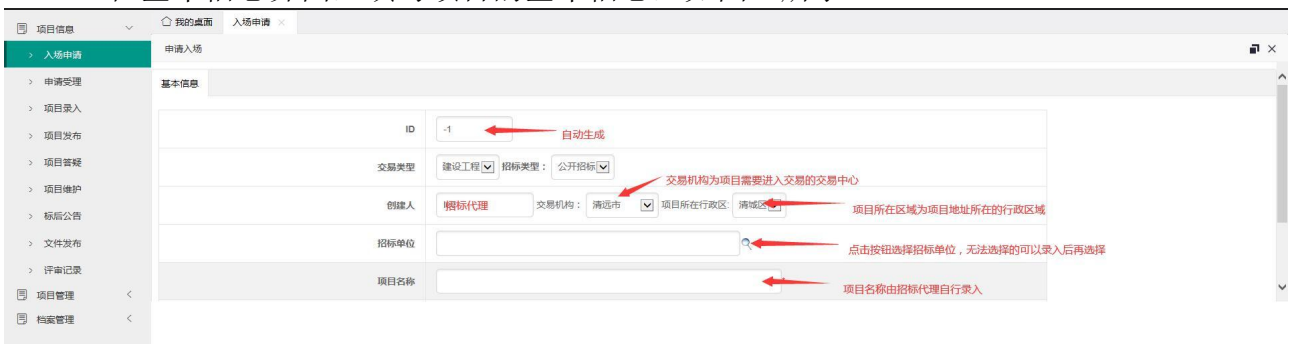 项目信息
我的桌面 入场申请
入场申请
申请入场
申请受理
基本信息
项目录入
项目发布
ID -1 自动生成
项目答疑
交易类型 建设工程 招标类型： 公开招标
项目维护
交易机构为项目需要进入交易的交易中心
标后公告
创建人 招标代理 交易机构： 清远市 项目所在行政区: 清城区
项目所在区域为项目地址所在的行政区域
文件发布
招标单位
点击按钮选择招标单位，无法选择的可以录入后再选择
评审记录
项目名称
项目名称由招标代理自行录入
项目管理
档案管理